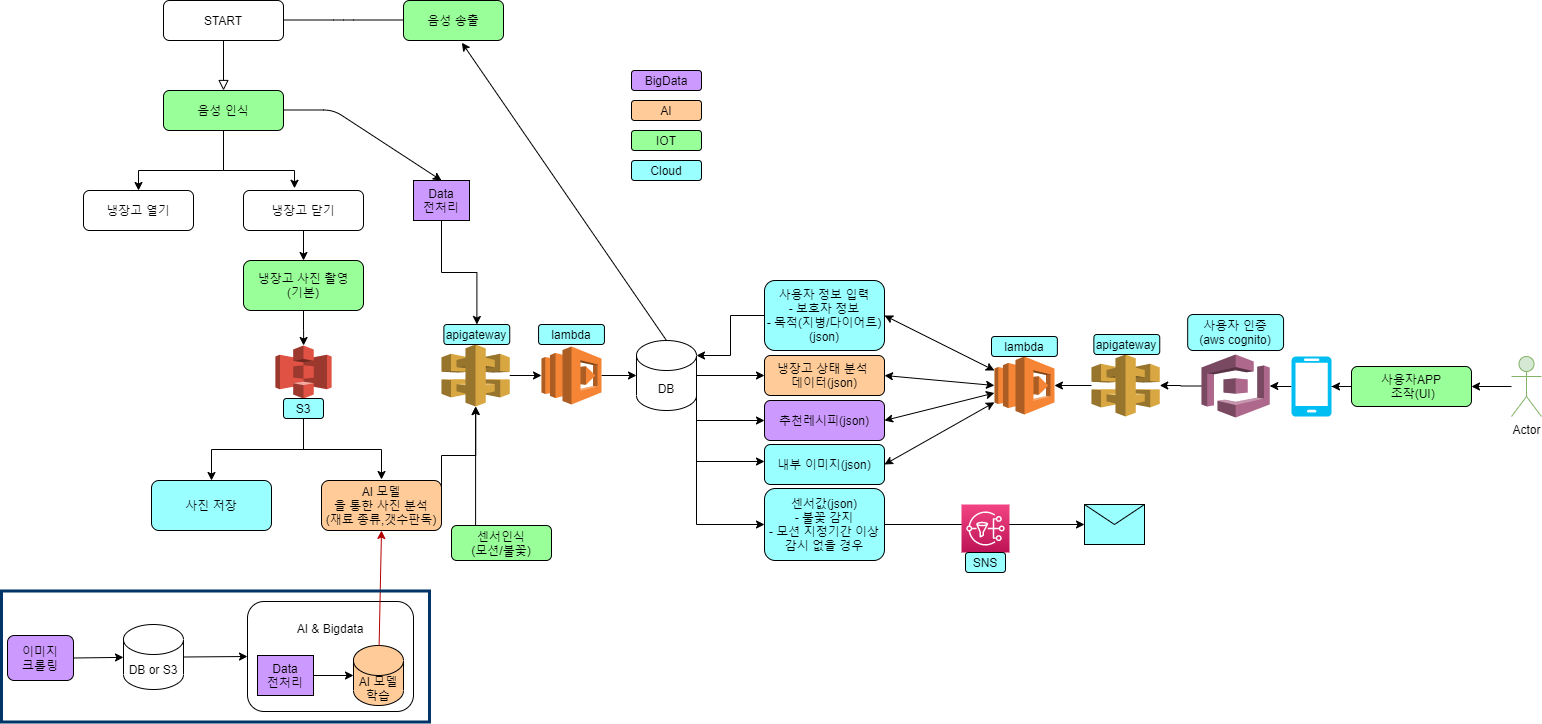 START
음성 송출
BigData
음성 인식
AI
IOT
Cloud
냉장고 열기
냉장고 닫기
Data
전처리
냉장고 사진 촬영
(기본)
사용자 정보 입력
- 보호자 정보
- 목적(지병/다이어트)
(json)
apigateway
lambda
사용자 인증
(aws cognito)
apigateway
lambda
DB
냉장고 상태 분석
데이터(json)
사용자APP
조작(UI)
S3
추천레시피(json)
Actor
내부 이미지(json)
사진 저장
AI 모델
을 통한 사진 분석
(재료 종류,갯수판독)
센서값(json)
- 불꽃 감지
- 모션 지정기간 이상
감시 없을 경우
센서인식
(모션/불꽃)
SNS
AI & Bigdata
이미지
크롤링
DB or S3
Data
전처리
AI 모델
학습